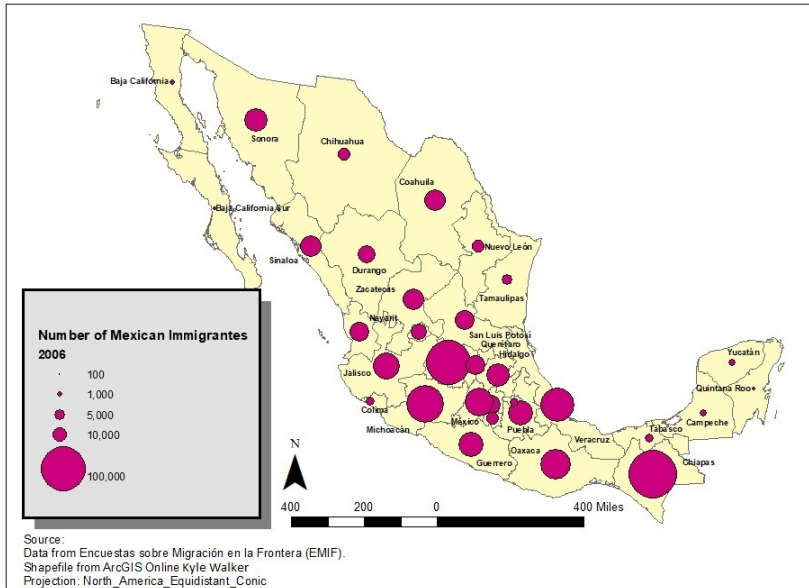 Baja California
Sonora
Chihuahua
Coahuila
Baja California Sur
Nuevo León
Sinaloa
Durango
Tamaulipas
Zacatecas
Nayarit
San Luis Potosí
Querétaro
Hidalgo
Yucatán
Jalisco
Quintana Roo
Colima
Campeche
Michoacán
México
Puebla
Tabasco
Veracruz
Guerrero
Oaxaca
Chiapas
Number of Mexican Immigrantes
2006
100
1,000
5,000
10,000
100,000
N
400 200 0 400 Miles
Source:
Data from Encuestas sobre Migración en la Frontera (EMIF).
Shapefile from ArcGIS Online Kyle Walker
Projection: North_America_Equidistant_Conic